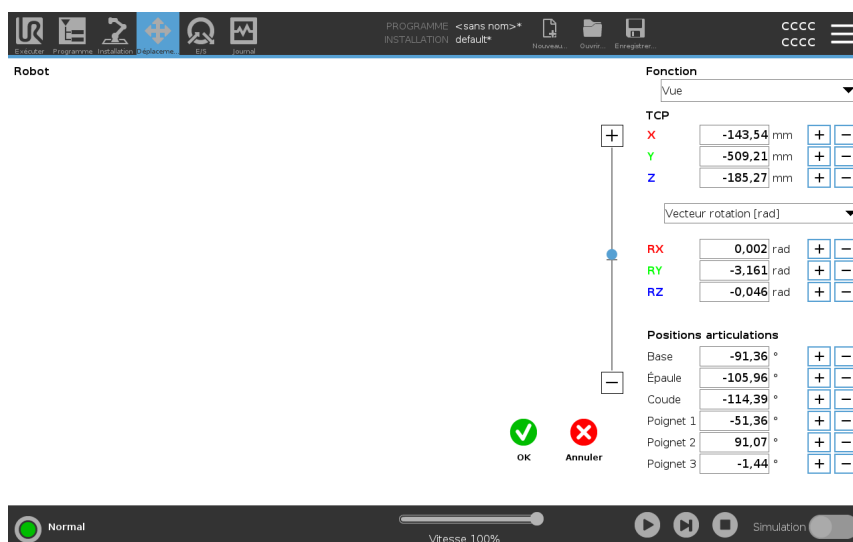 PROGRAMME <sans nom>*
INSTALLATION default*
CCCC
CCCC
Exécuter Programme Installation Déplaceme... E/S Journal Nouveau... Ouvrir... Enregistrer...
Robot
Fonction
Vue
TCP
X -143,54 mm + −
Y -509,21 mm + −
Z -185,27 mm + −
Vecteur rotation [rad]
RX 0,002 rad + −
RY -3,161 rad + −
RZ -0,046 rad + −
Positions articulations
Base -91,36 ° + −
Épaule -105,96 ° + −
Coude -114,39 ° + −
Poignet 1 -51,36 ° + −
Poignet 2 91,07 ° + −
Poignet 3 -1,44 ° + −
OK Annuler
Normal
Vitesse 100%
Simulation